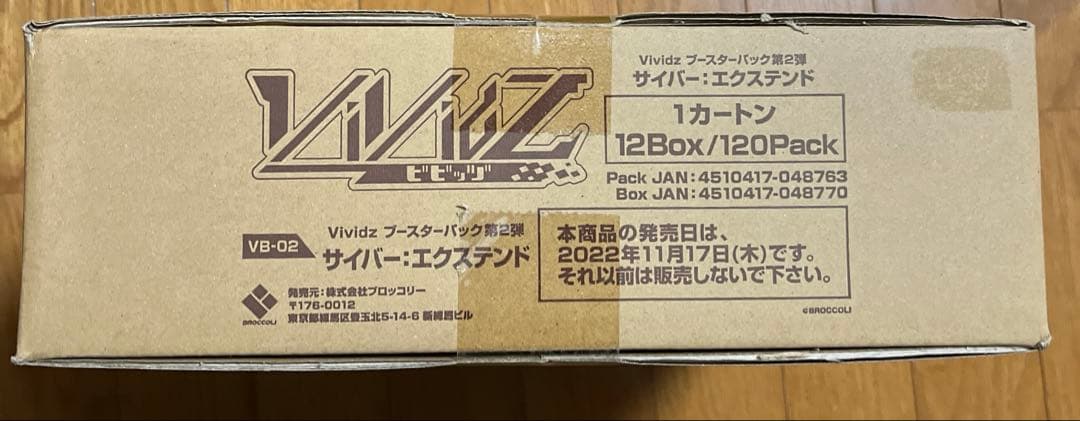 VividZ
ビビッヅ
Vividz ブースターパック第2弾
サイバー:エクステンド
1カートン
12Box/120Pack
Pack JAN:4510417-048763
Box JAN:4510417-048770
VB-02
Vividz ブースターパック第2弾
サイバー:エクステンド
本商品の発売日は、
2022年11月17日(木)です。
それ以前は販売しないで下さい。
BROCCOLI
発売元:株式会社ブロッコリー
〒176-0012
東京都練馬区豊玉北5-14-6 新練馬ビル
©BROCCOLI